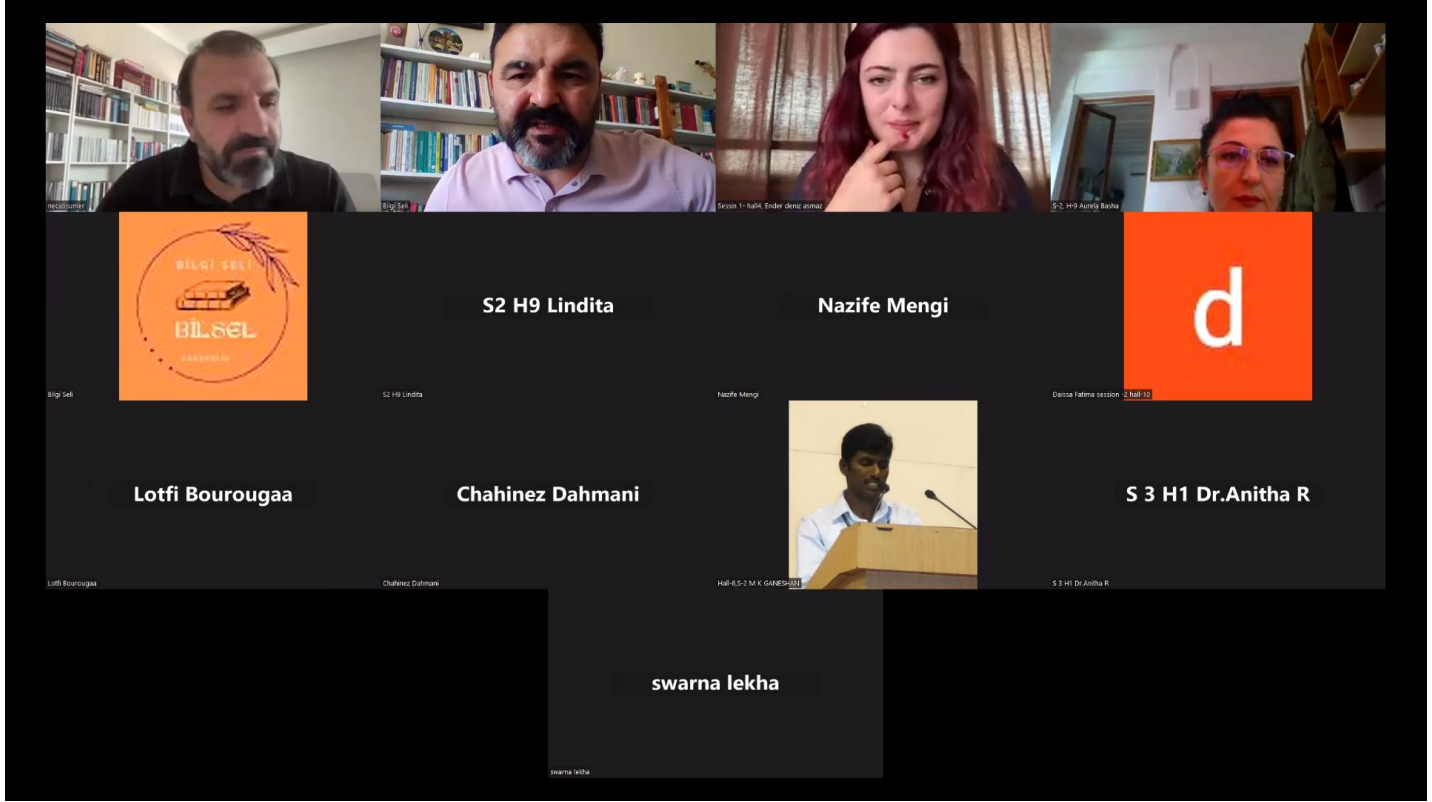 necatisumer
Bilgi Seli
Sessin 1- hall4, Ender deniz asmaz
S-2, H-9 Aurela Basha
BİLGİ SELİ
BİLSEL
Bilgi Seli
S2 H9 Lindita
S2 H9 Lindita
Nazife Mengi
Nazife Mengi
d
Daissa Fatima session -2 hall-10
Lotfi Bourougaa
Lotfi Bourougaa
Chahinez Dahmani
Chahinez Dahmani
Hall-8,S-2 M K GANESHAN
S 3 H1 Dr.Anitha R
S 3 H1 Dr.Anitha R
swarna lekha
swarna lekha